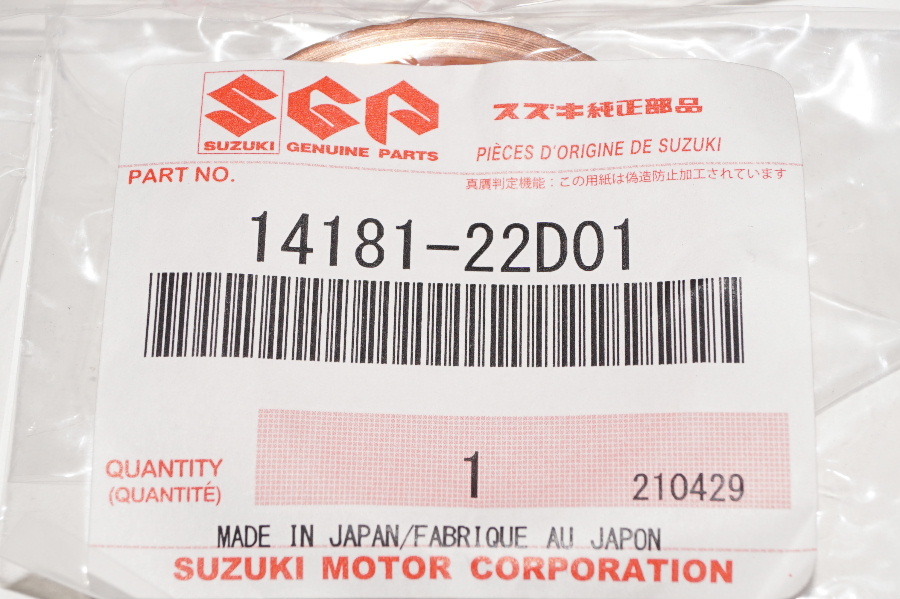 SGP スズキ純正部品
SUZUKI GENUINE PARTS PIÈCES D'ORIGINE DE SUZUKI
PART NO. 真贋判定機能：この用紙は偽造防止加工されています
14181-22D01
QUANTITY 1 210429
(QUANTITÉ)
MADE IN JAPAN/FABRIQUE AU JAPON
SUZUKI MOTOR CORPORATION